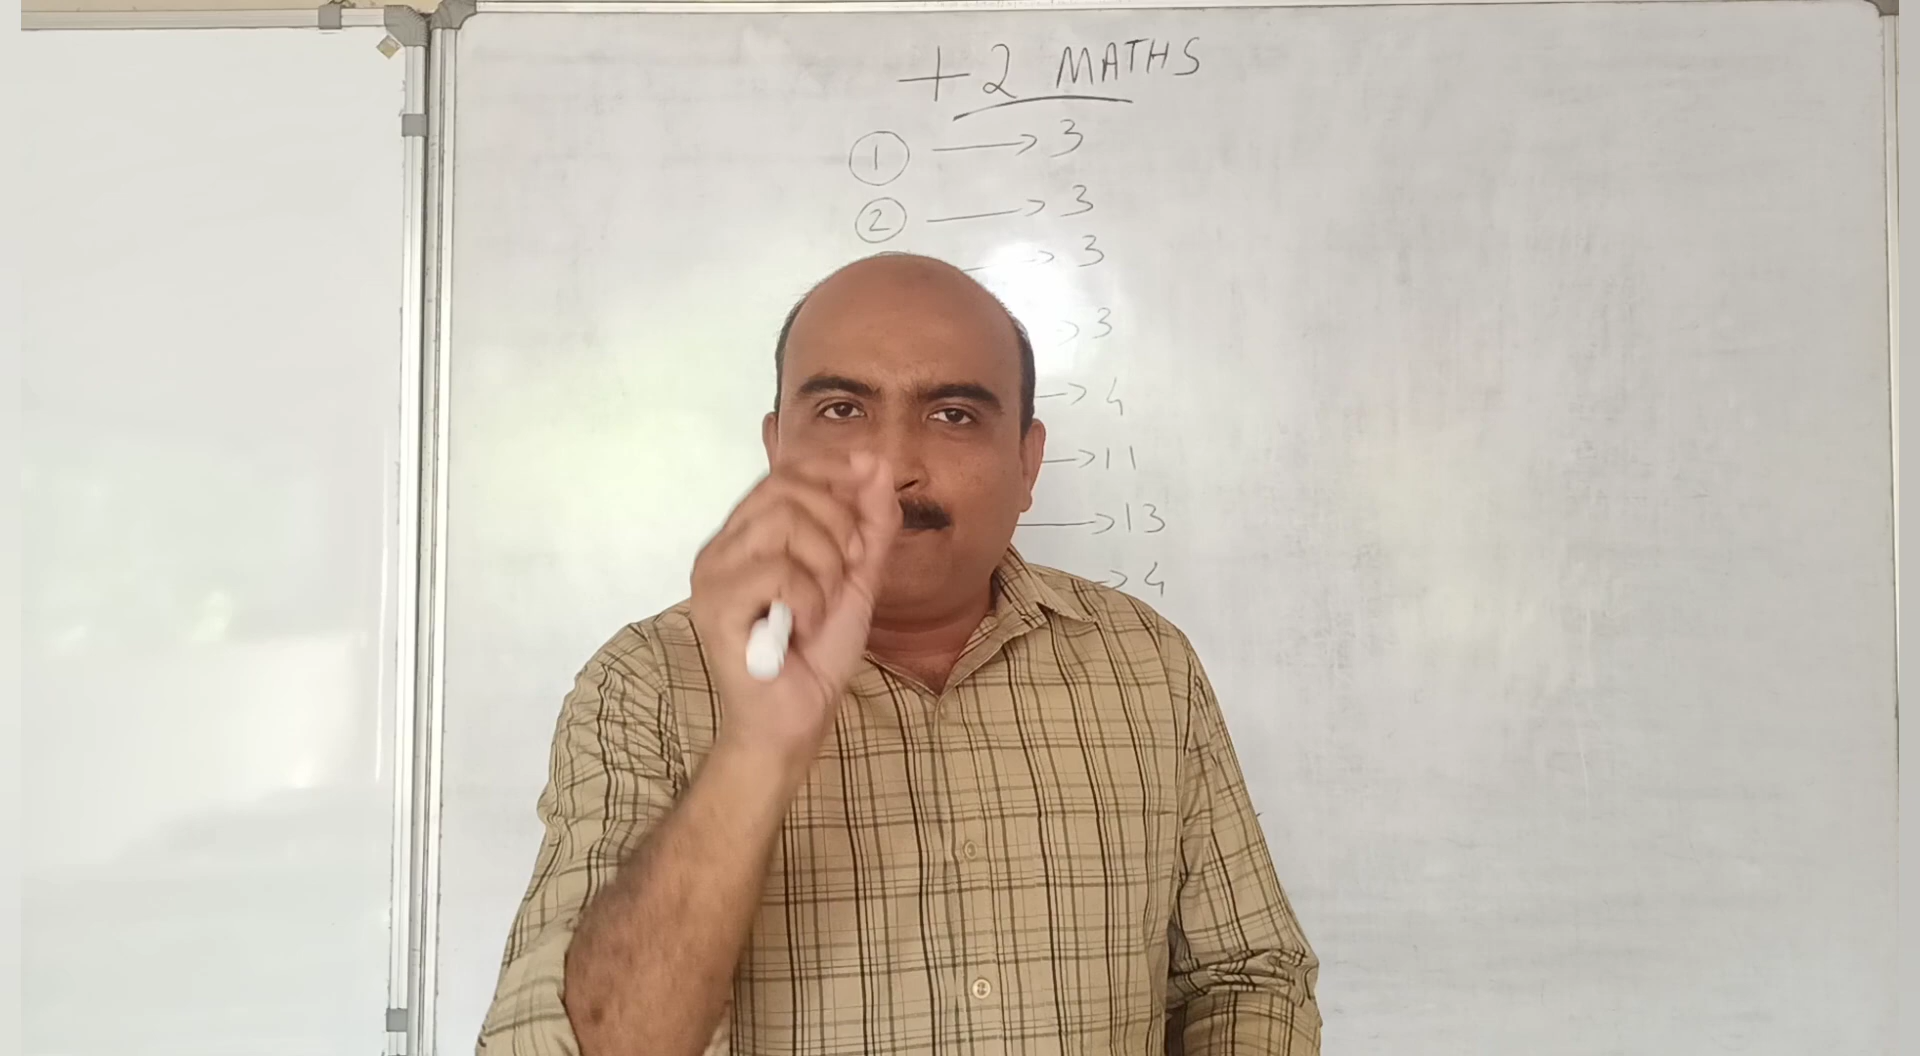 +2 MATHS
① → 3
② → 3
→ 3
→ 3
→ 4
→ 11
→ 13
→ 4